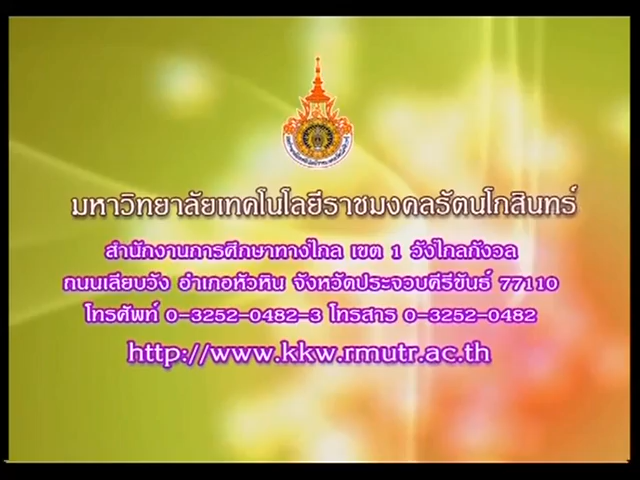 มหาวิทยาลัยเทคโนโลยีราชมงคลรัตนโกสินทร์
สำนักงานการศึกษาทางไกล เขต 1 วังไกลกังวล
ถนนเลียบวัง อำเภอหัวหิน จังหวัดประจวบคีรีขันธ์ 77110
โทรศัพท์ 0-3252-0482-3 โทรสาร 0-3252-0482
http://www.kkw.rmutr.ac.th